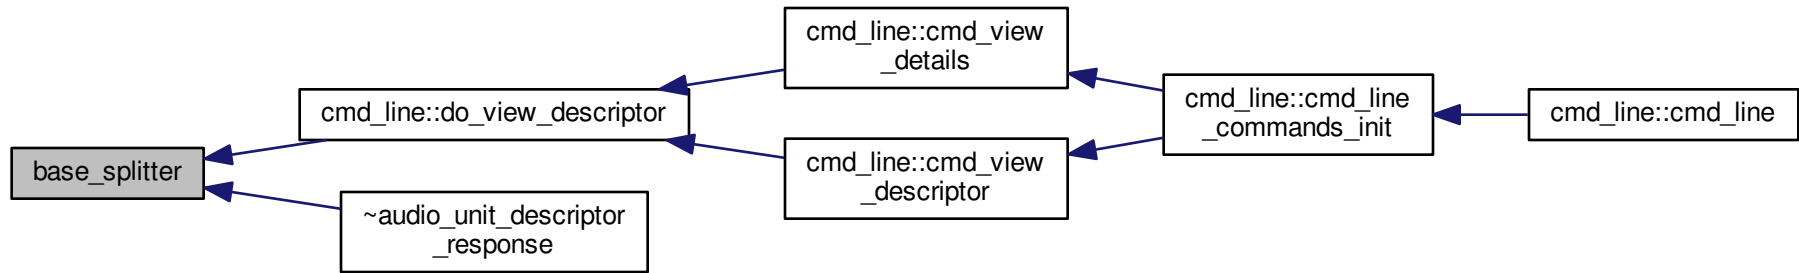 base_splitter
cmd_line::do_view_descriptor
~audio_unit_descriptor
_response
cmd_line::cmd_view
_details
cmd_line::cmd_view
_descriptor
cmd_line::cmd_line
_commands_init
cmd_line::cmd_line